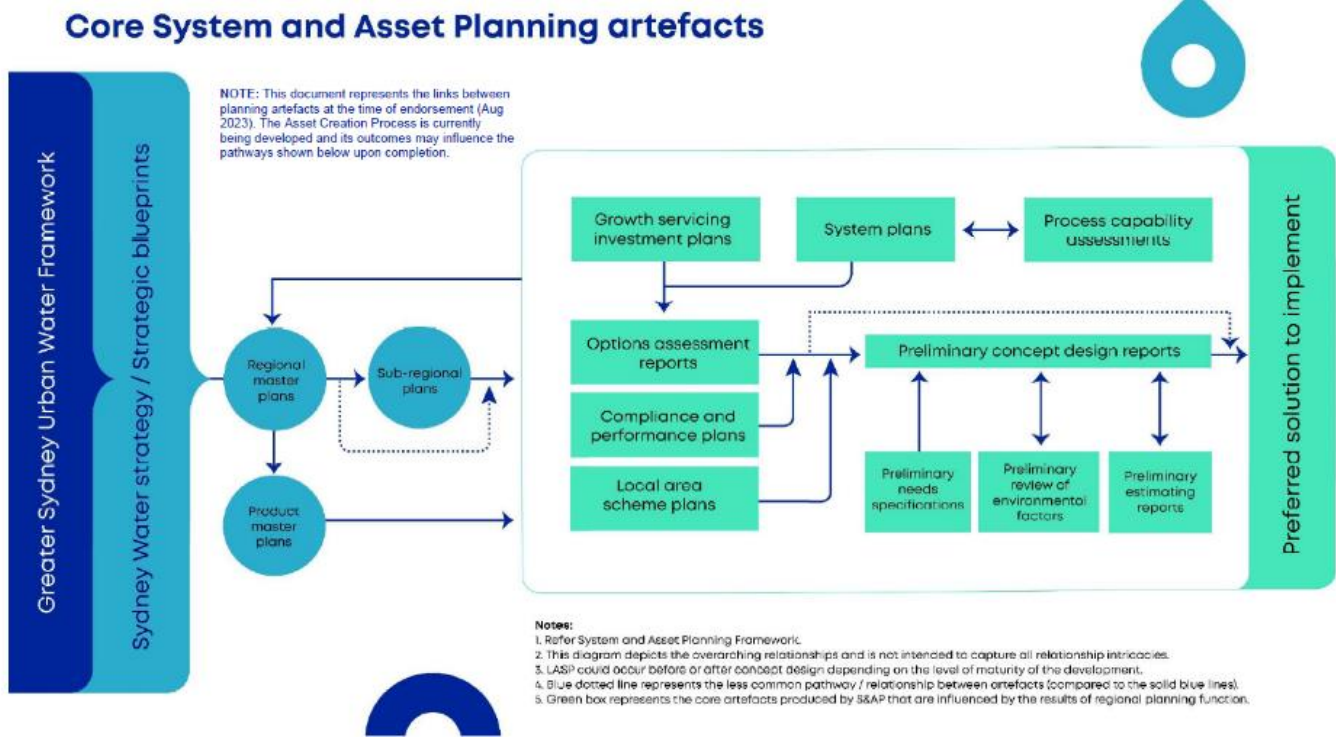 Core System and Asset Planning artefacts
NOTE: This document represents the links between
planning artefacts at the time of endorsement (Aug
2023). The Asset Creation Process is currently
being developed and its outcomes may influence the
pathways shown below upon completion.
Greater Sydney Urban Water Framework
Sydney Water strategy / Strategic blueprints
Regional
master
plans
Sub-regional
plans
Product
master
plans
Growth servicing
investment plans
System plans
Process capability
assessments
Options assessment
reports
Compliance and
performance plans
Local area
scheme plans
Preliminary concept design reports
Preliminary
needs
specifications
Preliminary
review of
environmental
factors
Preliminary
estimating
reports
Preferred solution to implement
Notes:
1. Refer System and Asset Planning Framework.
2. This diagram depicts the overarching relationships and is not intended to capture all relationship intricacies.
3. LASP could occur before or after concept design depending on the level of maturity of the development.
4. Blue dotted line represents the less common pathway / relationship between artefacts (compared to the solid blue lines).
5. Green box represents the core artefacts produced by S&AP that are influenced by the results of regional planning function.